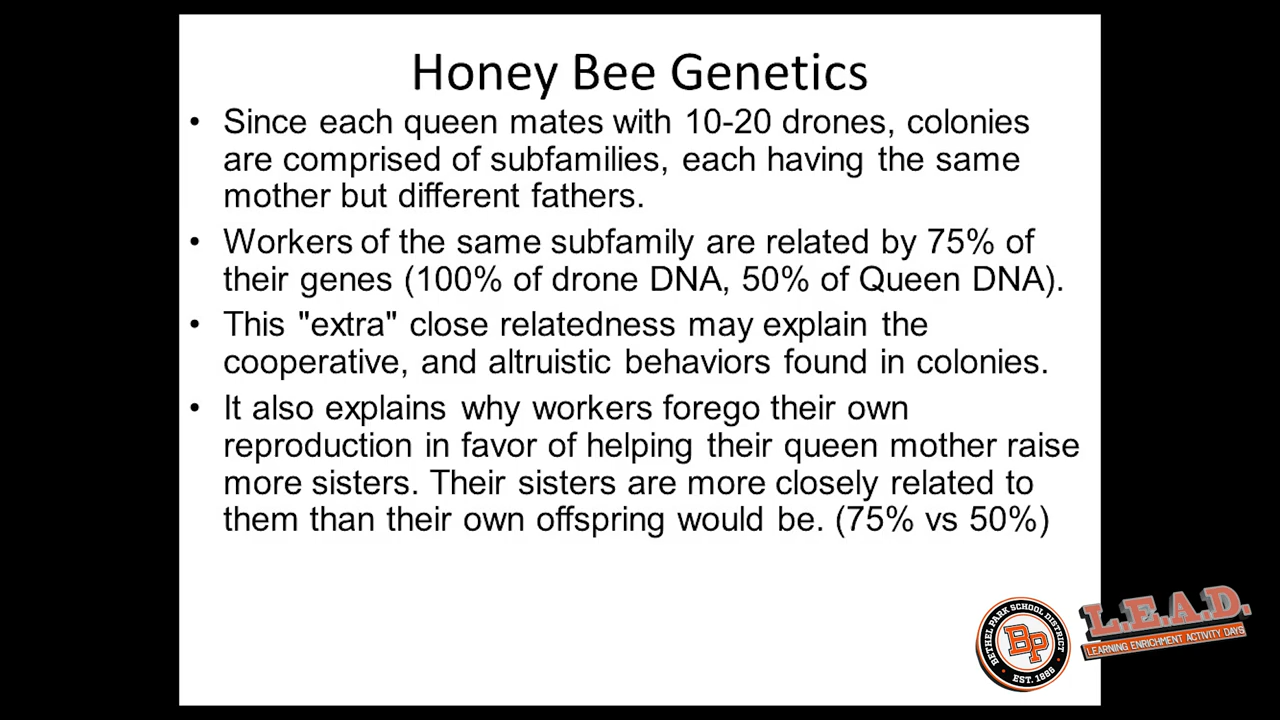 Honey Bee Genetics
• Since each queen mates with 10-20 drones, colonies
are comprised of subfamilies, each having the same
mother but different fathers.
• Workers of the same subfamily are related by 75% of
their genes (100% of drone DNA, 50% of Queen DNA).
• This "extra" close relatedness may explain the
cooperative, and altruistic behaviors found in colonies.
• It also explains why workers forego their own
reproduction in favor of helping their queen mother raise
more sisters. Their sisters are more closely related to
them than their own offspring would be. (75% vs 50%)
BETHEL PARK SCHOOL DISTRICT
BP
EST. 1886
L.E.A.D.
LEARNING ENRICHMENT ACTIVITY DAYS